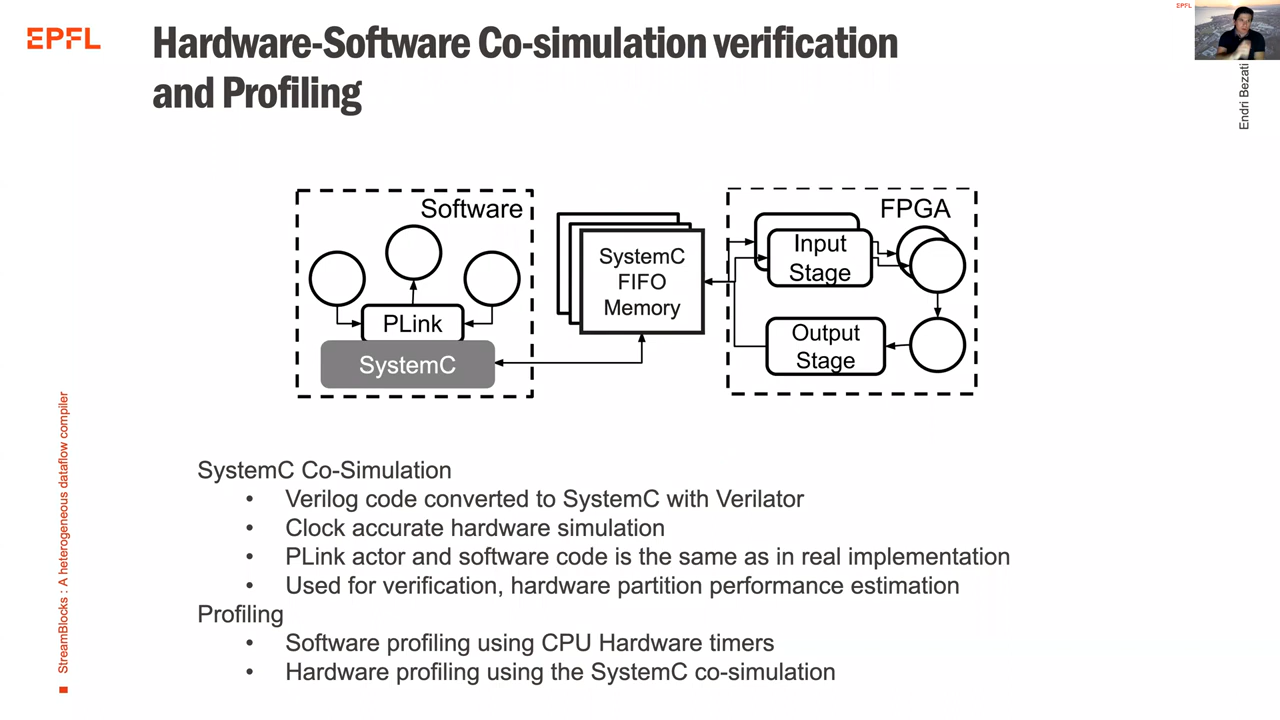 EPFL
Hardware-Software Co-simulation verification
and Profiling
EPFL
Endri Bezati
Software
PLink
SystemC
SystemC
FIFO
Memory
FPGA
Input
Stage
Output
Stage
SystemC Co-Simulation
• Verilog code converted to SystemC with Verilator
• Clock accurate hardware simulation
• PLink actor and software code is the same as in real implementation
• Used for verification, hardware partition performance estimation
Profiling
• Software profiling using CPU Hardware timers
• Hardware profiling using the SystemC co-simulation
StreamBlocks : A heterogeneous dataflow compiler